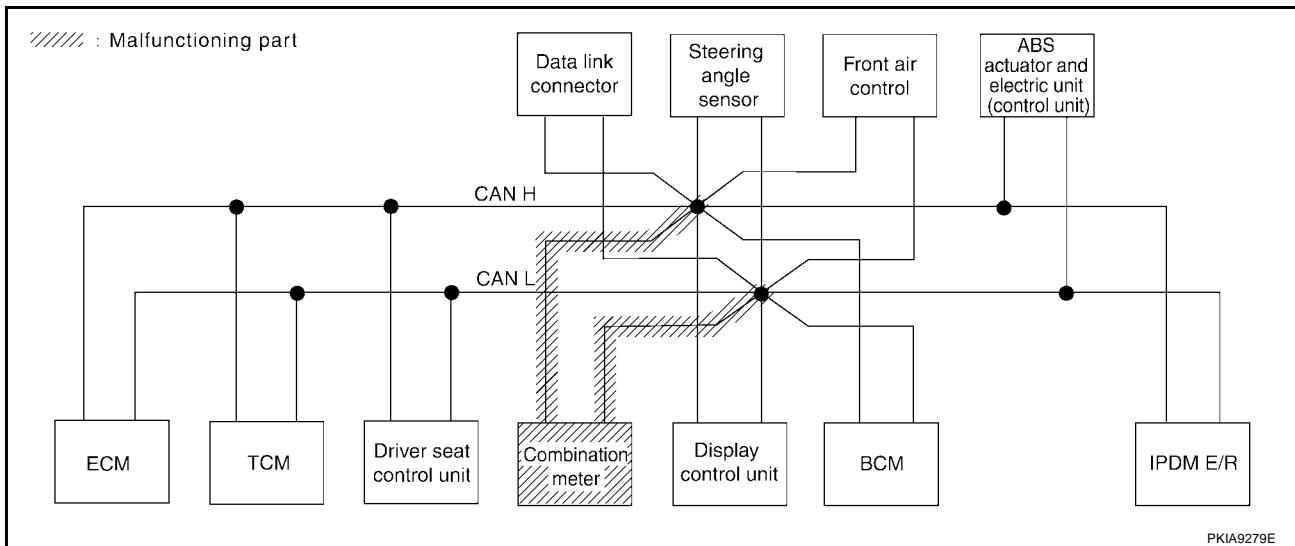 : Malfunctioning part
Data link
connector
Steering
angle
sensor
Front air
control
ABS
actuator and
electric unit
(control unit)
CAN H
CAN L
ECM
TCM
Driver seat
control unit
Combination
meter
Display
control unit
BCM
IPDM E/R
PKIA9279E